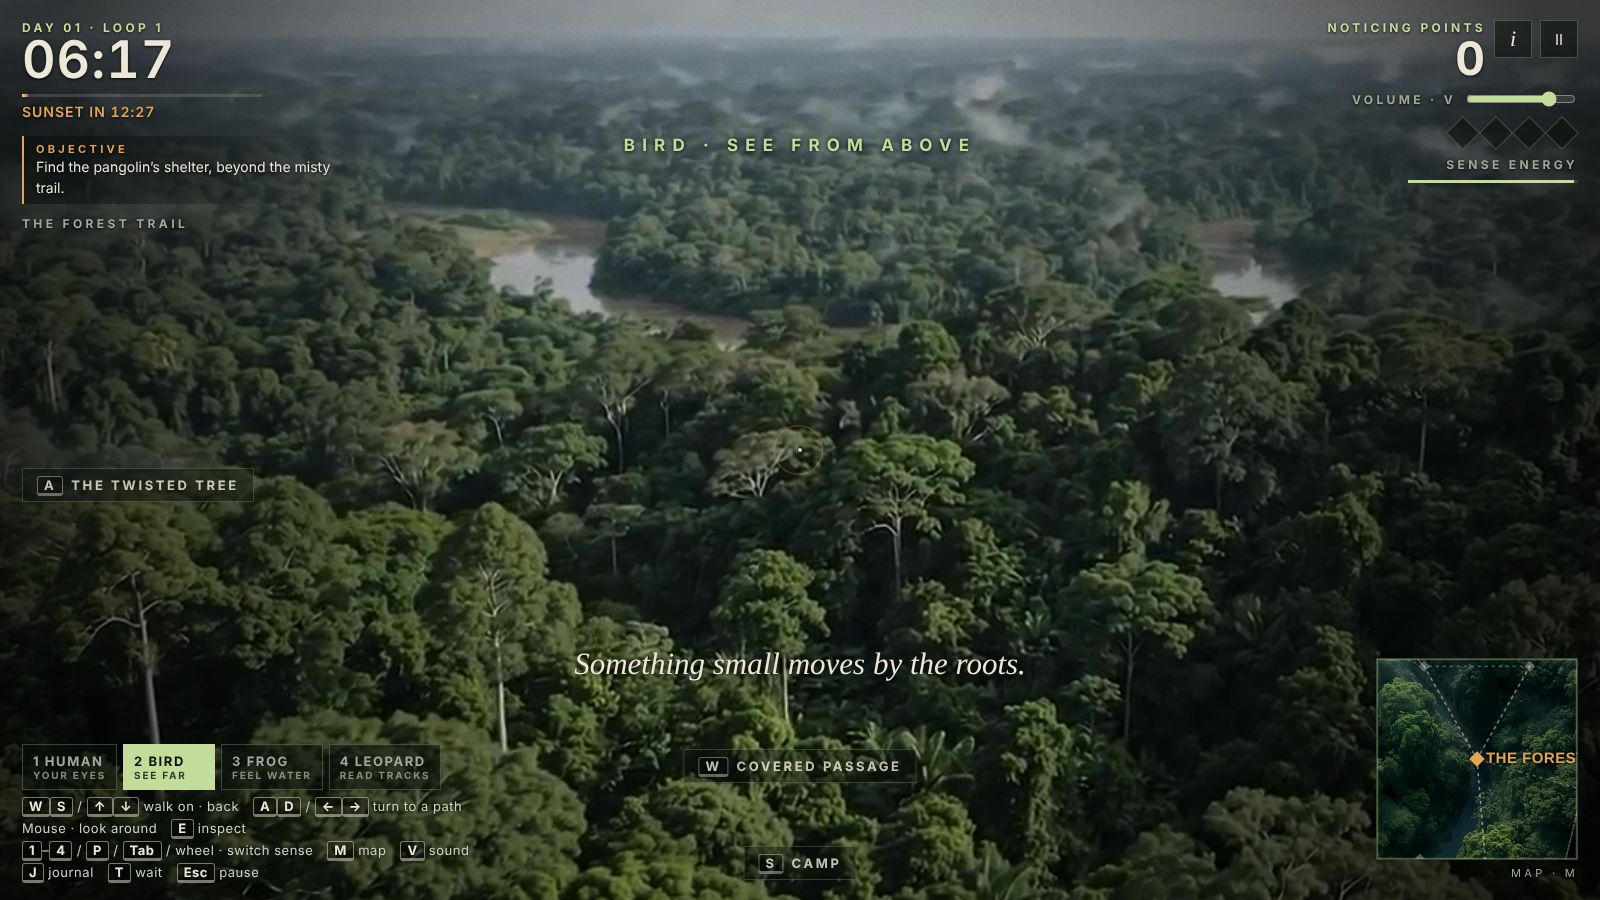 DAY 01 · LOOP 1
06:17
SUNSET IN 12:27
OBJECTIVE
Find the pangolin’s shelter, beyond the misty
trail.
THE FOREST TRAIL
BIRD · SEE FROM ABOVE
NOTICING POINTS
0
i
VOLUME · V
SENSE ENERGY
A THE TWISTED TREE
Something small moves by the roots.
W COVERED PASSAGE
S CAMP
1 HUMAN
YOUR EYES
2 BIRD
SEE FAR
3 FROG
FEEL WATER
4 LEOPARD
READ TRACKS
W S / ↑ ↓ walk on · back A D / ← → turn to a path
Mouse · look around E inspect
1–4 / P / Tab / wheel · switch sense M map V sound
J journal T wait Esc pause
THE FORES
MAP · M